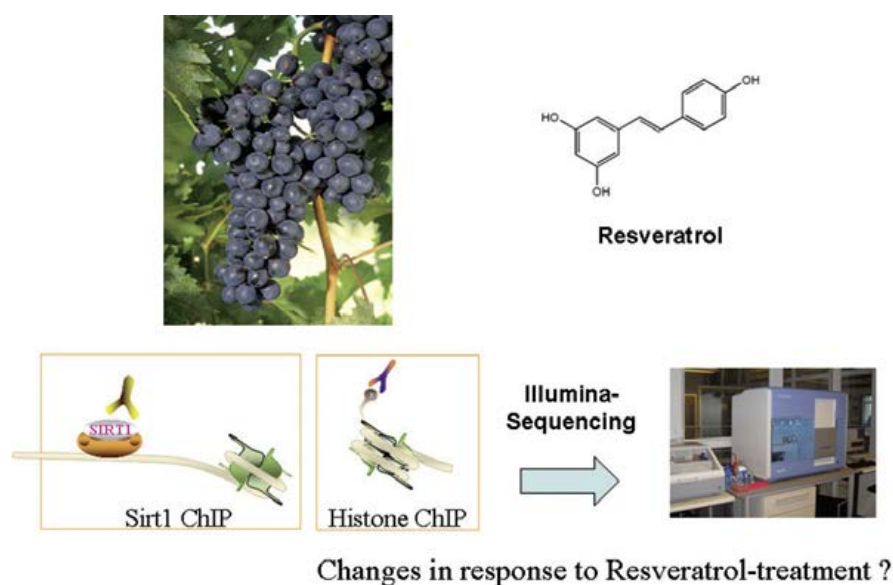 OH
HO
OH
Resveratrol
SIRT1
Sirt1 ChIP
Histone ChIP
Illumina-
Sequencing
Changes in response to Resveratrol-treatment ?